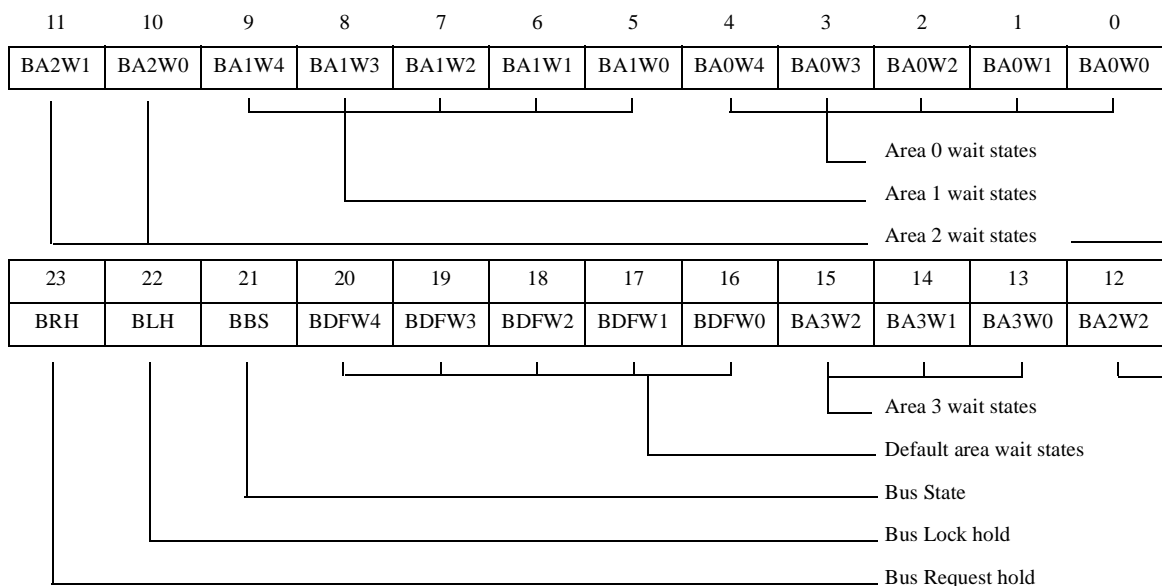 11 10 9 8 7 6 5 4 3 2 1 0
BA2W1 BA2W0 BA1W4 BA1W3 BA1W2 BA1W1 BA1W0 BA0W4 BA0W3 BA0W2 BA0W1 BA0W0
Area 0 wait states
Area 1 wait states
Area 2 wait states
23 22 21 20 19 18 17 16 15 14 13 12
BRH BLH BBS BDFW4 BDFW3 BDFW2 BDFW1 BDFW0 BA3W2 BA3W1 BA3W0 BA2W2
Area 3 wait states
Default area wait states
Bus State
Bus Lock hold
Bus Request hold